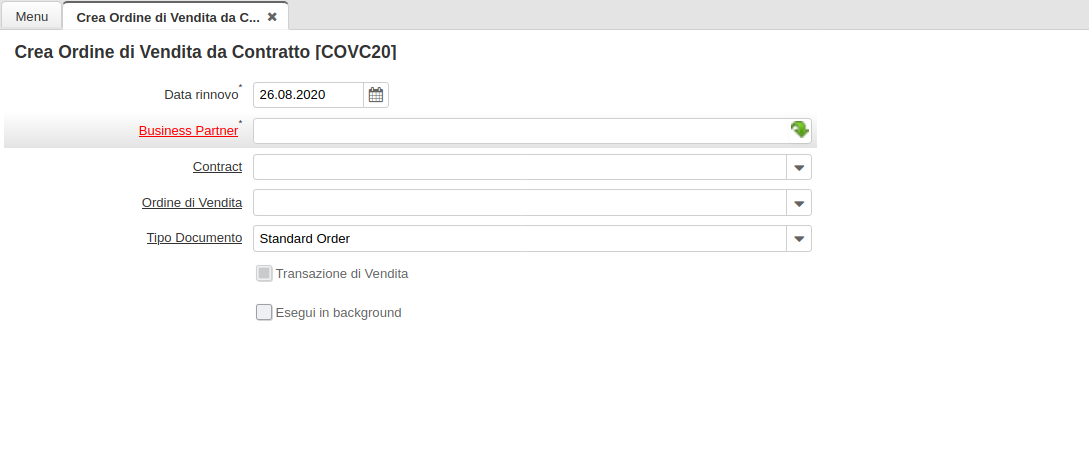 Menu
Crea Ordine di Vendita da C...
Crea Ordine di Vendita da Contratto [COVC20]
Data rinnovo* 26.08.2020
Business Partner*
Contract
Ordine di Vendita
Tipo Documento Standard Order
Transazione di Vendita
Esegui in background